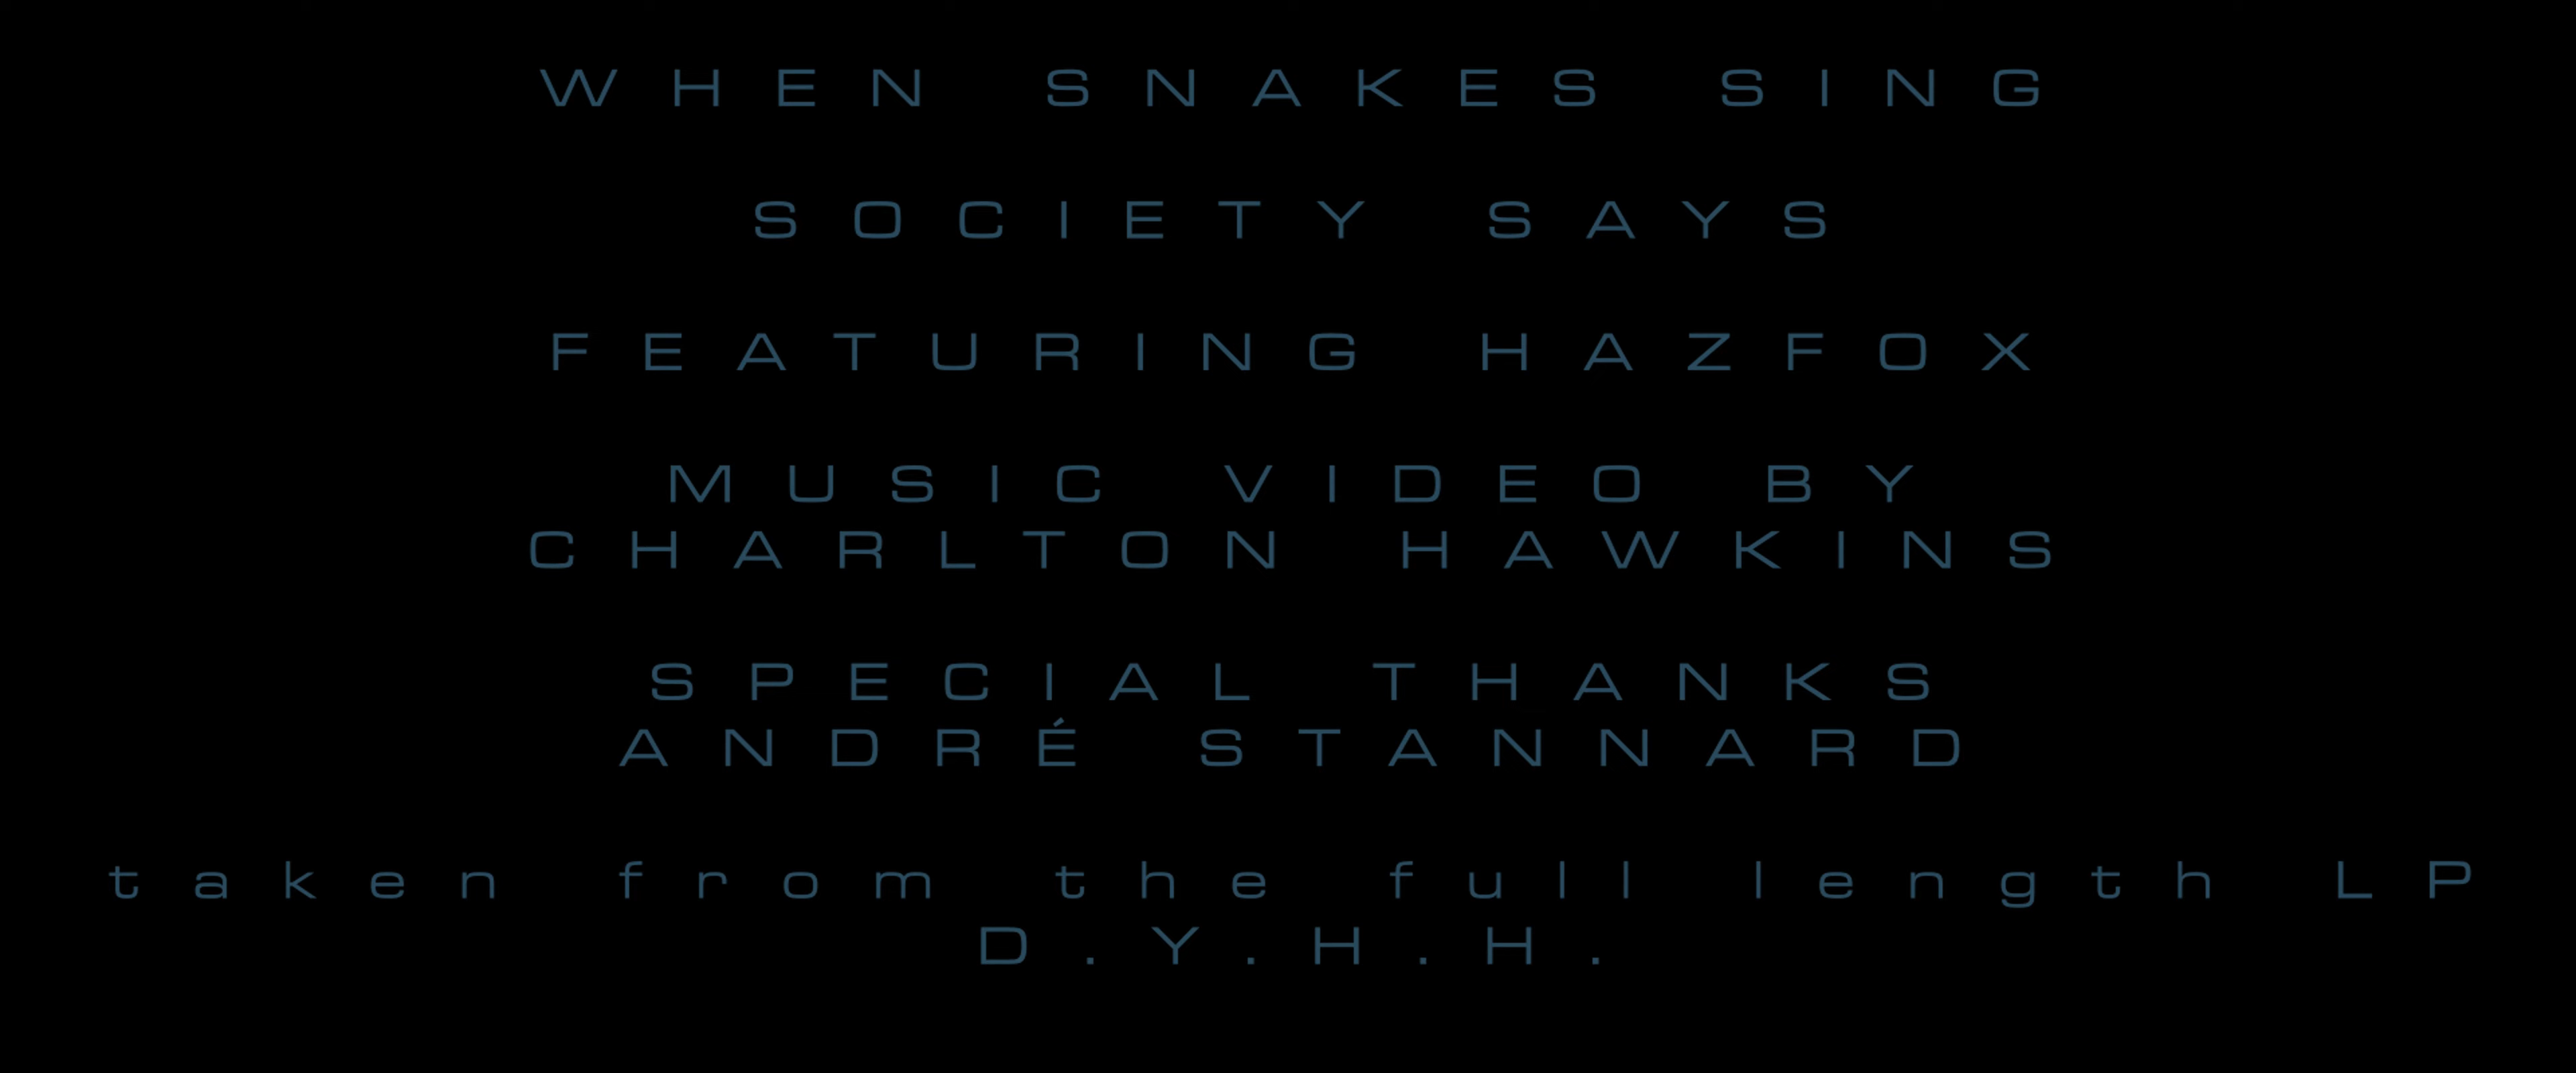 WHEN SNAKES SING
SOCIETY SAYS
FEATURING HAZFOX
MUSIC VIDEO BY
CHARLTON HAWKINS
SPECIAL THANKS
ANDRÉ STANNARD
taken from the full length LP
D.Y.H.H.